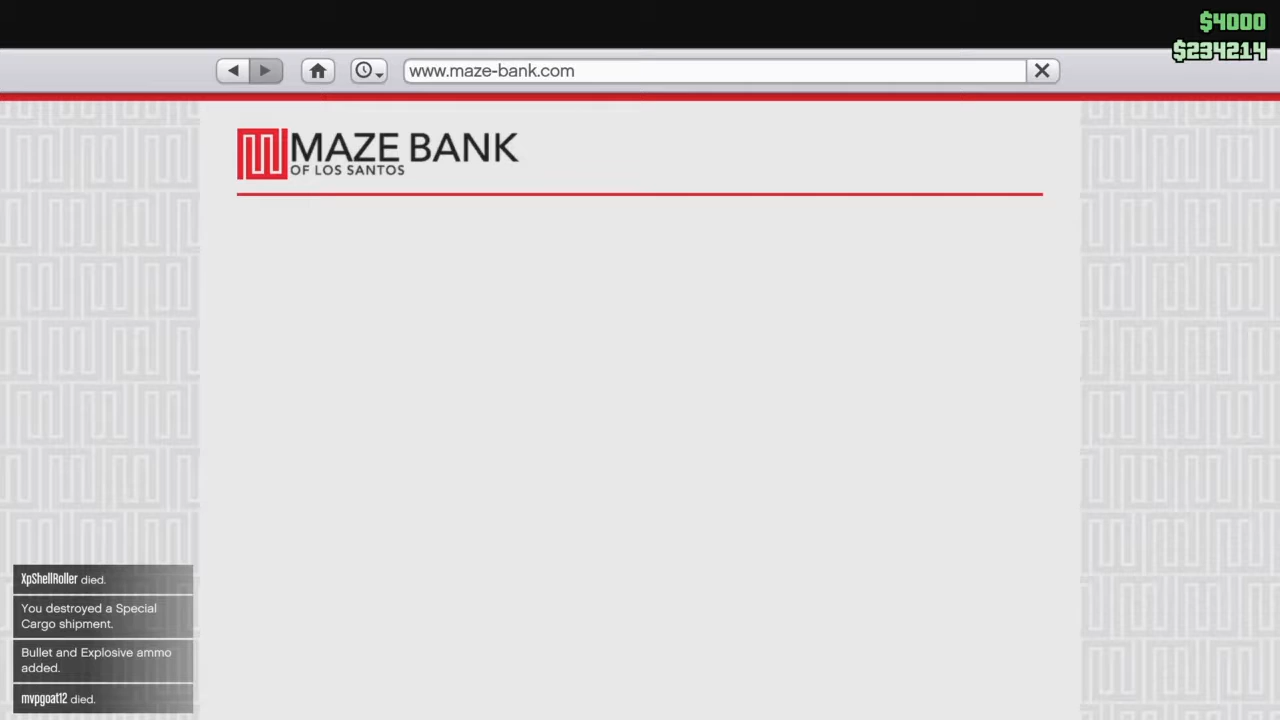 $4000
$234214
www.maze-bank.com
MAZE BANK
OF LOS SANTOS
XpShellRoller died.
You destroyed a Special
Cargo shipment.
Bullet and Explosive ammo
added.
mvpgoat12 died.